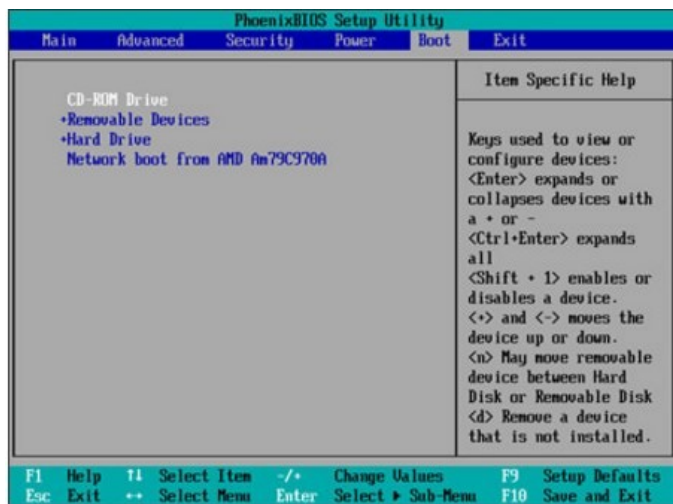 PhoenixBIOS Setup Utility
Main Advanced Security Power Boot Exit
CD-ROM Drive
+Removable Devices
+Hard Drive
Network boot from AMD Am79C970A
Item Specific Help
Keys used to view or
configure devices:
<Enter> expands or
collapses devices with
a + or -
<Ctrl+Enter> expands
all
<Shift + 1> enables or
disables a device.
<+> and <-> moves the
device up or down.
<n> May move removable
device between Hard
Disk or Removable Disk
<d> Remove a device
that is not installed.
F1 Help ↑↓ Select Item -/+ Change Values F9 Setup Defaults
Esc Exit ↔ Select Menu Enter Select ▶ Sub-Menu F10 Save and Exit